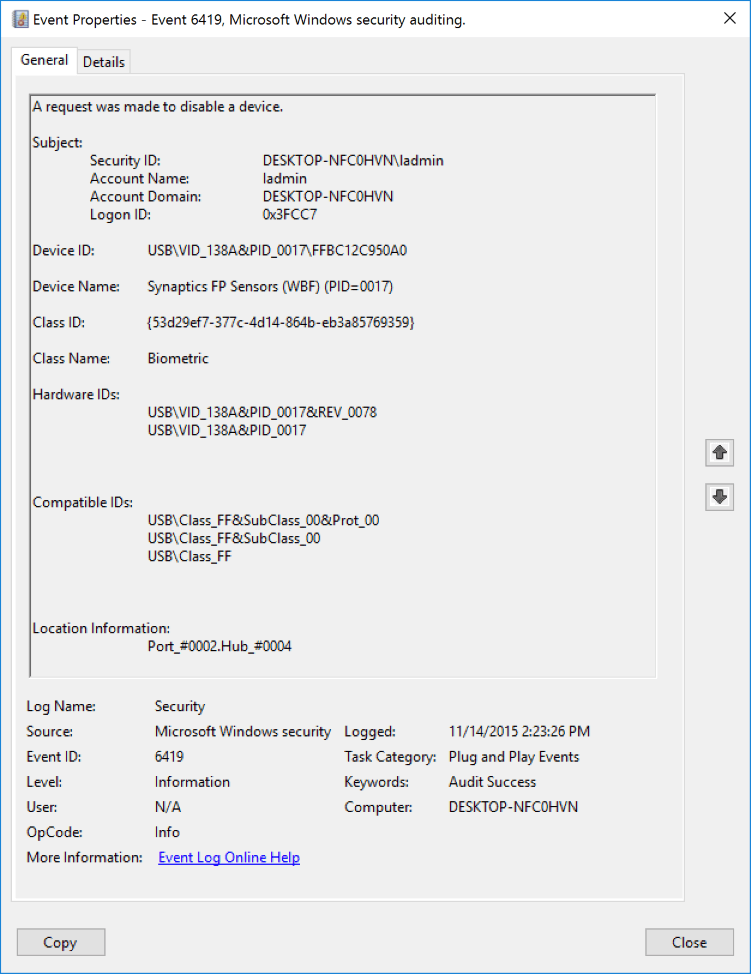 Event Properties - Event 6419, Microsoft Windows security auditing.
General Details
A request was made to disable a device.
Subject:
Security ID: DESKTOP-NFC0HVN\ladmin
Account Name: ladmin
Account Domain: DESKTOP-NFC0HVN
Logon ID: 0x3FCC7
Device ID: USB\VID_138A&PID_0017\FFBC12C950A0
Device Name: Synaptics FP Sensors (WBF) (PID=0017)
Class ID: {53d29ef7-377c-4d14-864b-eb3a85769359}
Class Name: Biometric
Hardware IDs:
USB\VID_138A&PID_0017&REV_0078
USB\VID_138A&PID_0017
Compatible IDs:
USB\Class_FF&SubClass_00&Prot_00
USB\Class_FF&SubClass_00
USB\Class_FF
Location Information:
Port_#0002.Hub_#0004
Log Name: Security
Source: Microsoft Windows security Logged: 11/14/2015 2:23:26 PM
Event ID: 6419 Task Category: Plug and Play Events
Level: Information Keywords: Audit Success
User: N/A Computer: DESKTOP-NFC0HVN
OpCode: Info
More Information: Event Log Online Help
Copy Close